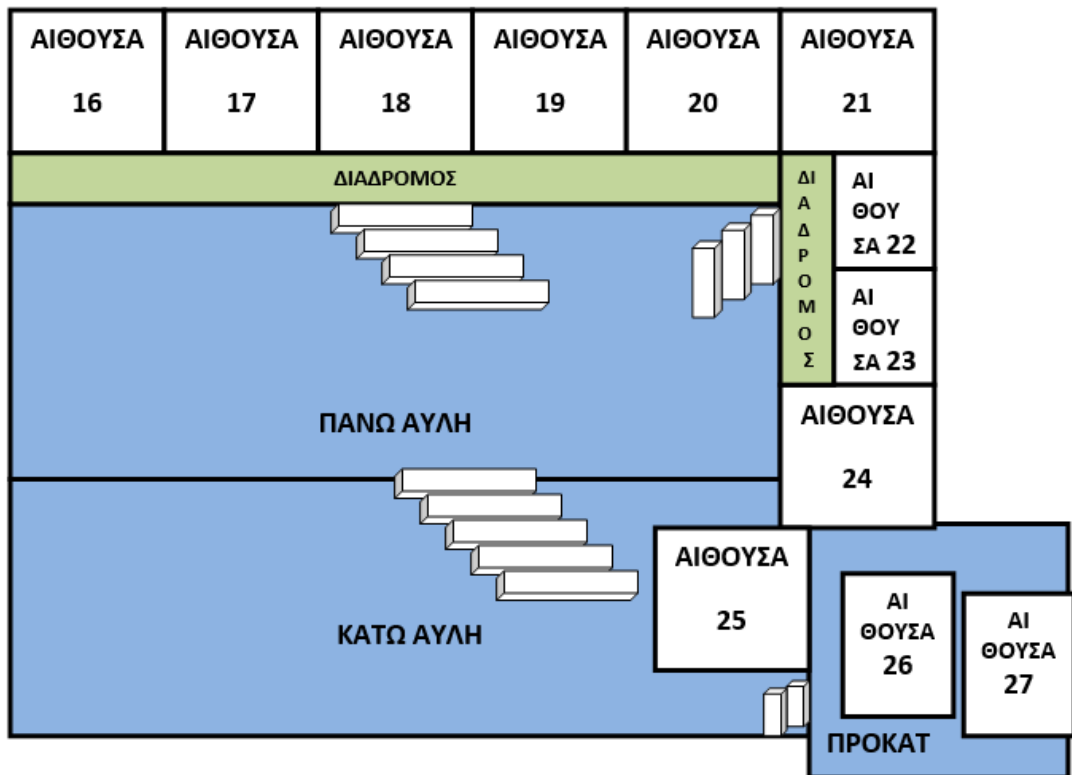 ΑΙΘΟΥΣΑ
16
ΑΙΘΟΥΣΑ
17
ΑΙΘΟΥΣΑ
18
ΑΙΘΟΥΣΑ
19
ΑΙΘΟΥΣΑ
20
ΑΙΘΟΥΣΑ
21
ΔΙΑΔΡΟΜΟΣ
ΔΙ
Α
Δ
Ρ
Ο
Μ
Ο
Σ
ΑΙ
ΘΟΥ
ΣΑ 22
ΑΙ
ΘΟΥ
ΣΑ 23
ΠΑΝΩ ΑΥΛΗ
ΑΙΘΟΥΣΑ
24
ΑΙΘΟΥΣΑ
25
ΚΑΤΩ ΑΥΛΗ
ΑΙ
ΘΟΥΣΑ
26
ΑΙ
ΘΟΥΣΑ
27
ΠΡΟΚΑΤ